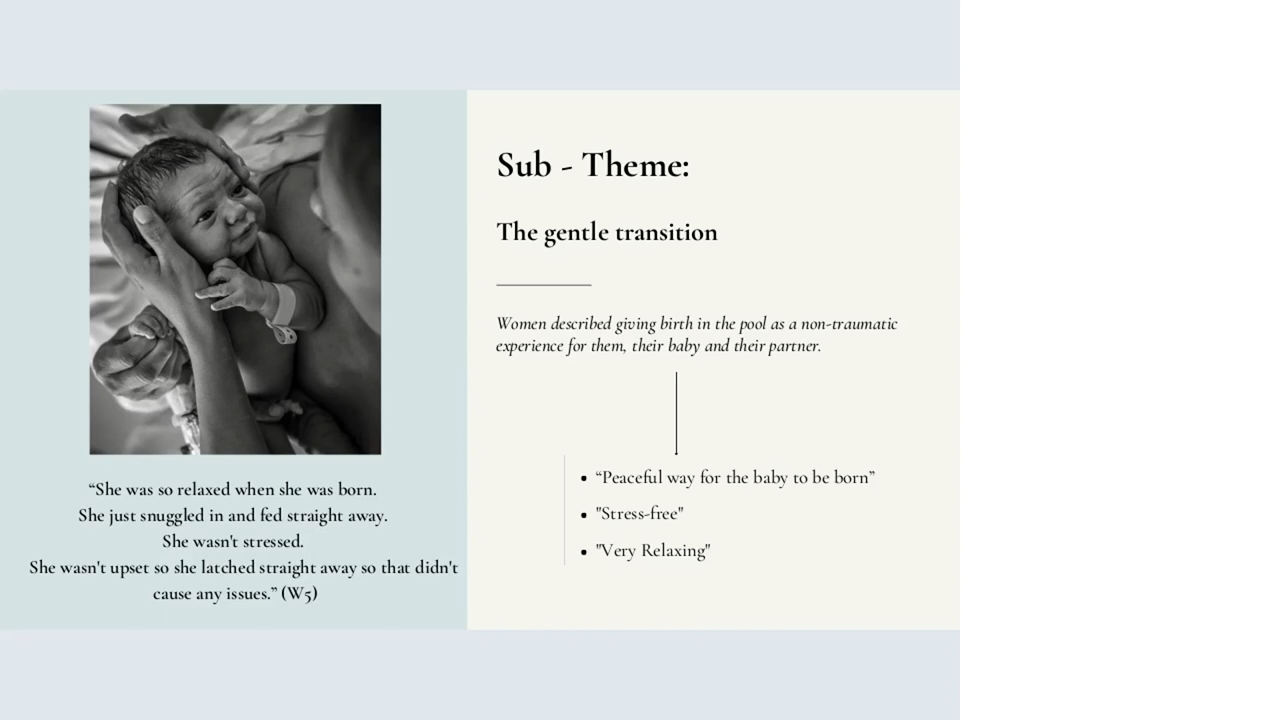 “She was so relaxed when she was born.
She just snuggled in and fed straight away.
She wasn't stressed.
She wasn't upset so she latched straight away so that didn't
cause any issues.” (W5)
Sub - Theme:
The gentle transition
Women described giving birth in the pool as a non-traumatic
experience for them, their baby and their partner.
• “Peaceful way for the baby to be born”
• "Stress-free"
• "Very Relaxing"